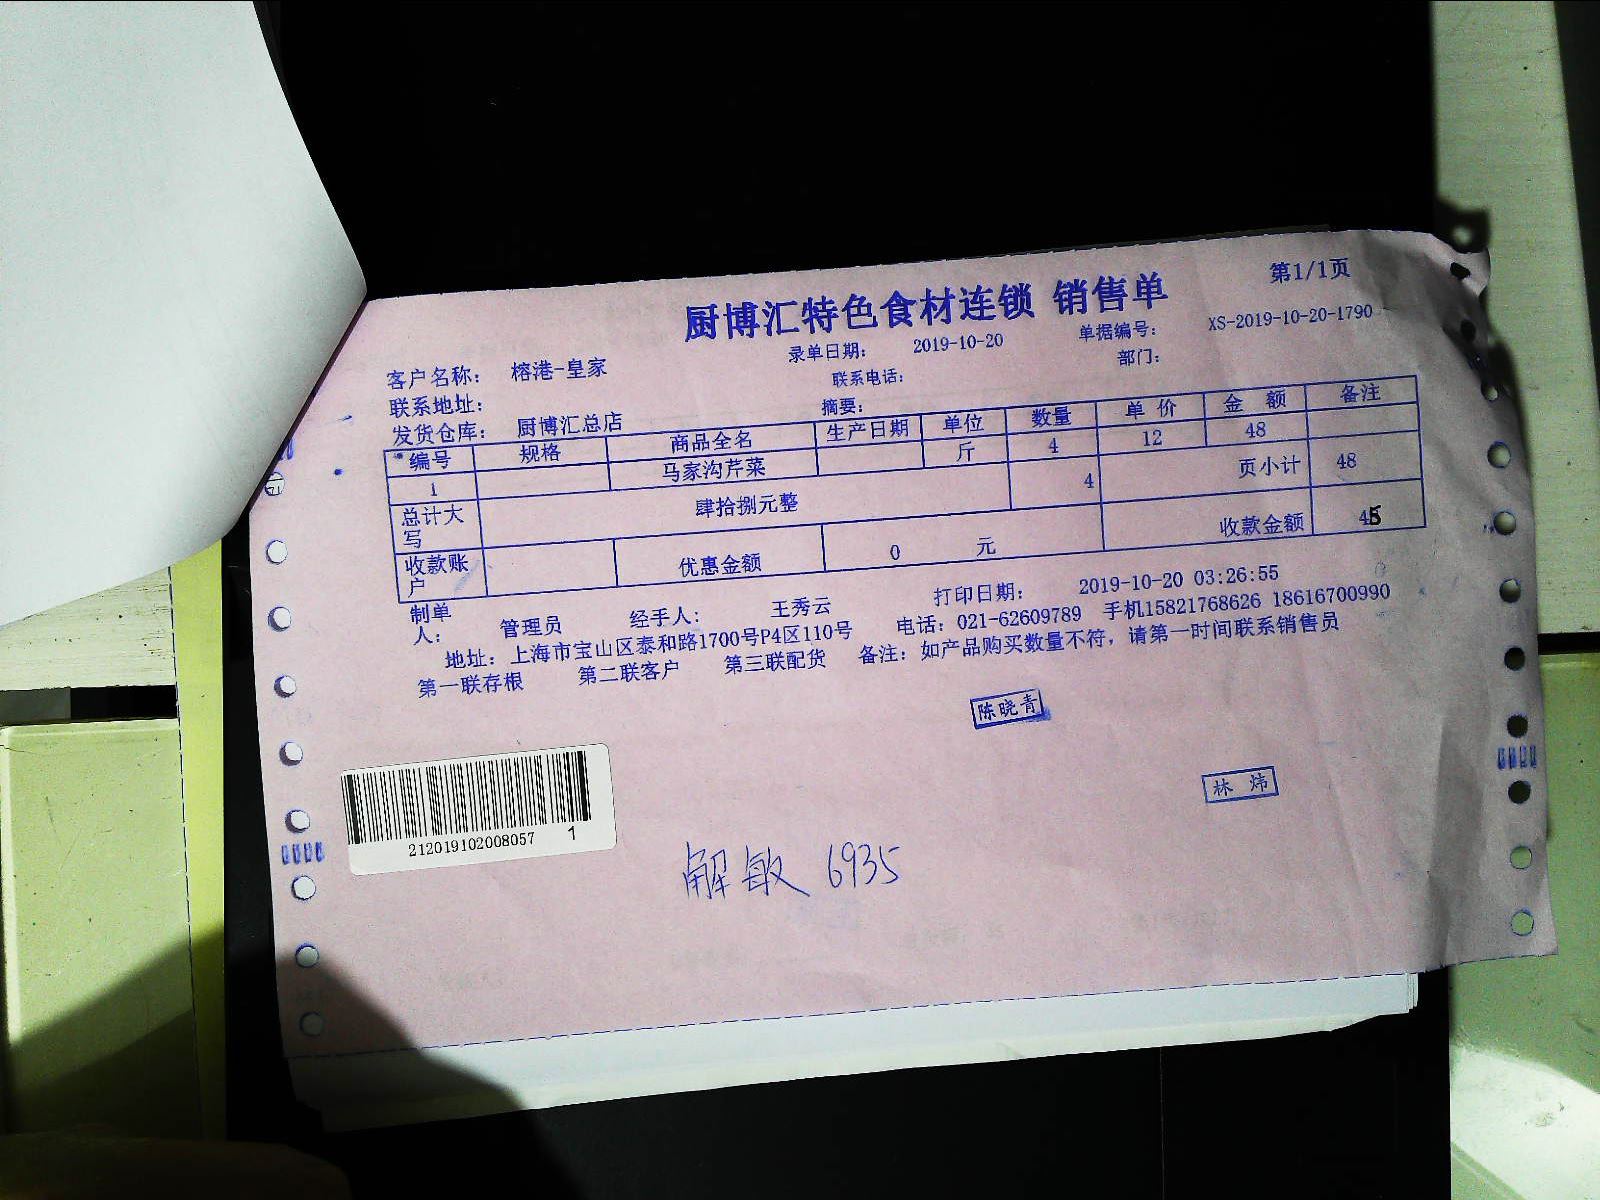 第1/1页
厨博汇特色食材连锁 销售单
客户名称： 榕港-皇家 录单日期： 2019-10-20 单据编号： XS-2019-10-20-1790
联系地址： 联系电话： 部门：
发货仓库： 厨博汇总店 摘要：
编号 规格 商品全名 生产日期 单位 数量 单价 金额 备注
1 马家沟芹菜 斤 4 12 48
总计大写 肆拾捌元整 4 页小计 48
收款账户 优惠金额 0 元 收款金额 45
制单人： 管理员 经手人： 王秀云 打印日期： 2019-10-20 03:26:55
地址：上海市宝山区泰和路1700号P4区110号 电话：021-62609789 手机15821768626 18616700990
第一联存根 第二联客户 第三联配货 备注：如产品购买数量不符，请第一时间联系销售员
陈晓青
林炜
212019102008057 1
解敏 6935